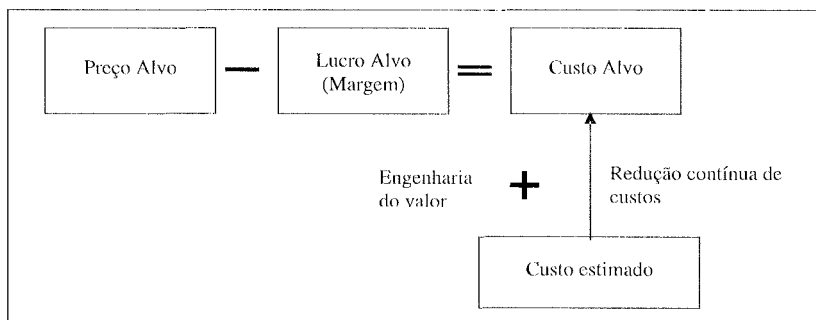 Preço Alvo
Lucro Alvo
(Margem)
Custo Alvo
Engenharia
do valor
+
Redução contínua de
custos
Custo estimado